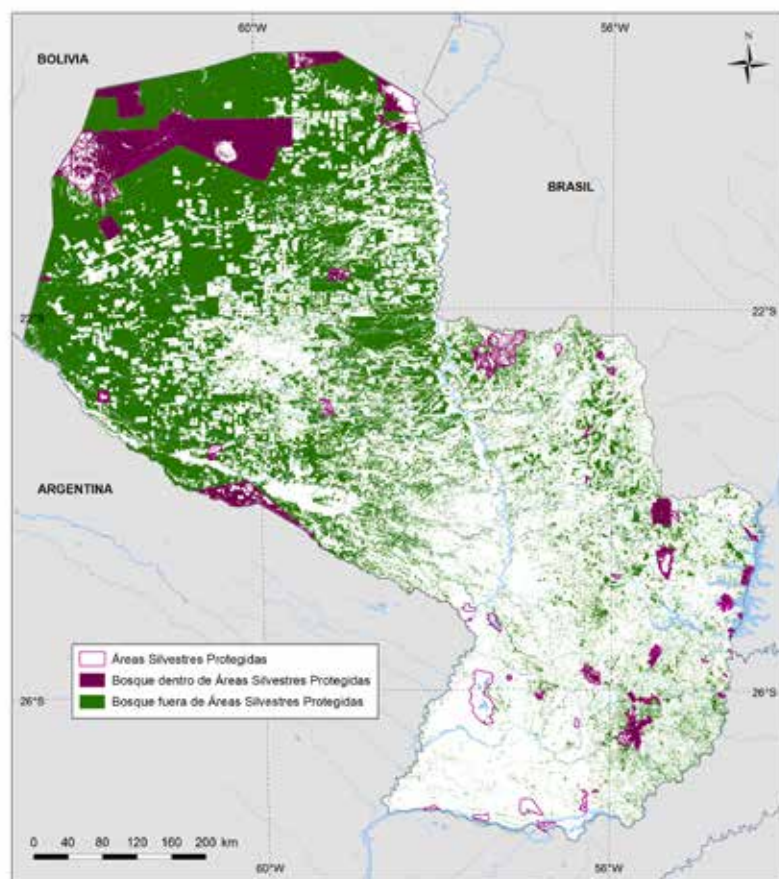 60°W 56°W
BOLIVIA
N
BRASIL
22°S 22°S
ARGENTINA
Áreas Silvestres Protegidas
Bosque dentro de Áreas Silvestres Protegidas
Bosque fuera de Áreas Silvestres Protegidas
26°S 26°S
0 40 80 120 160 200 km
60°W 56°W